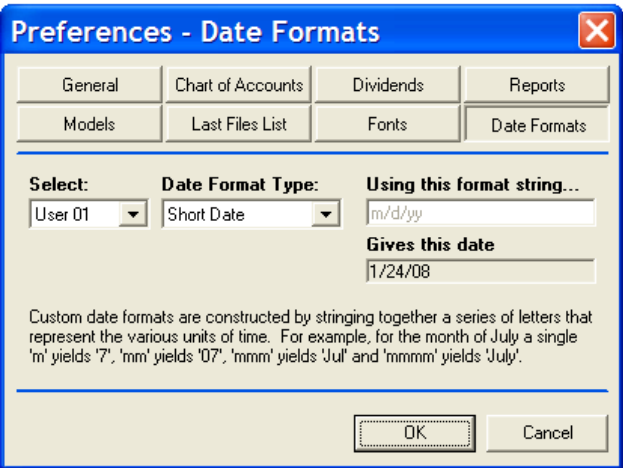 Preferences - Date Formats
General Chart of Accounts Dividends Reports
Models Last Files List Fonts Date Formats
Select: Date Format Type: Using this format string...
User 01 Short Date m/d/yy
Gives this date
1/24/08
Custom date formats are constructed by stringing together a series of letters that
represent the various units of time. For example, for the month of July a single
'm' yields '7', 'mm' yields '07', 'mmm' yields 'Jul' and 'mmmm' yields 'July'.
OK Cancel